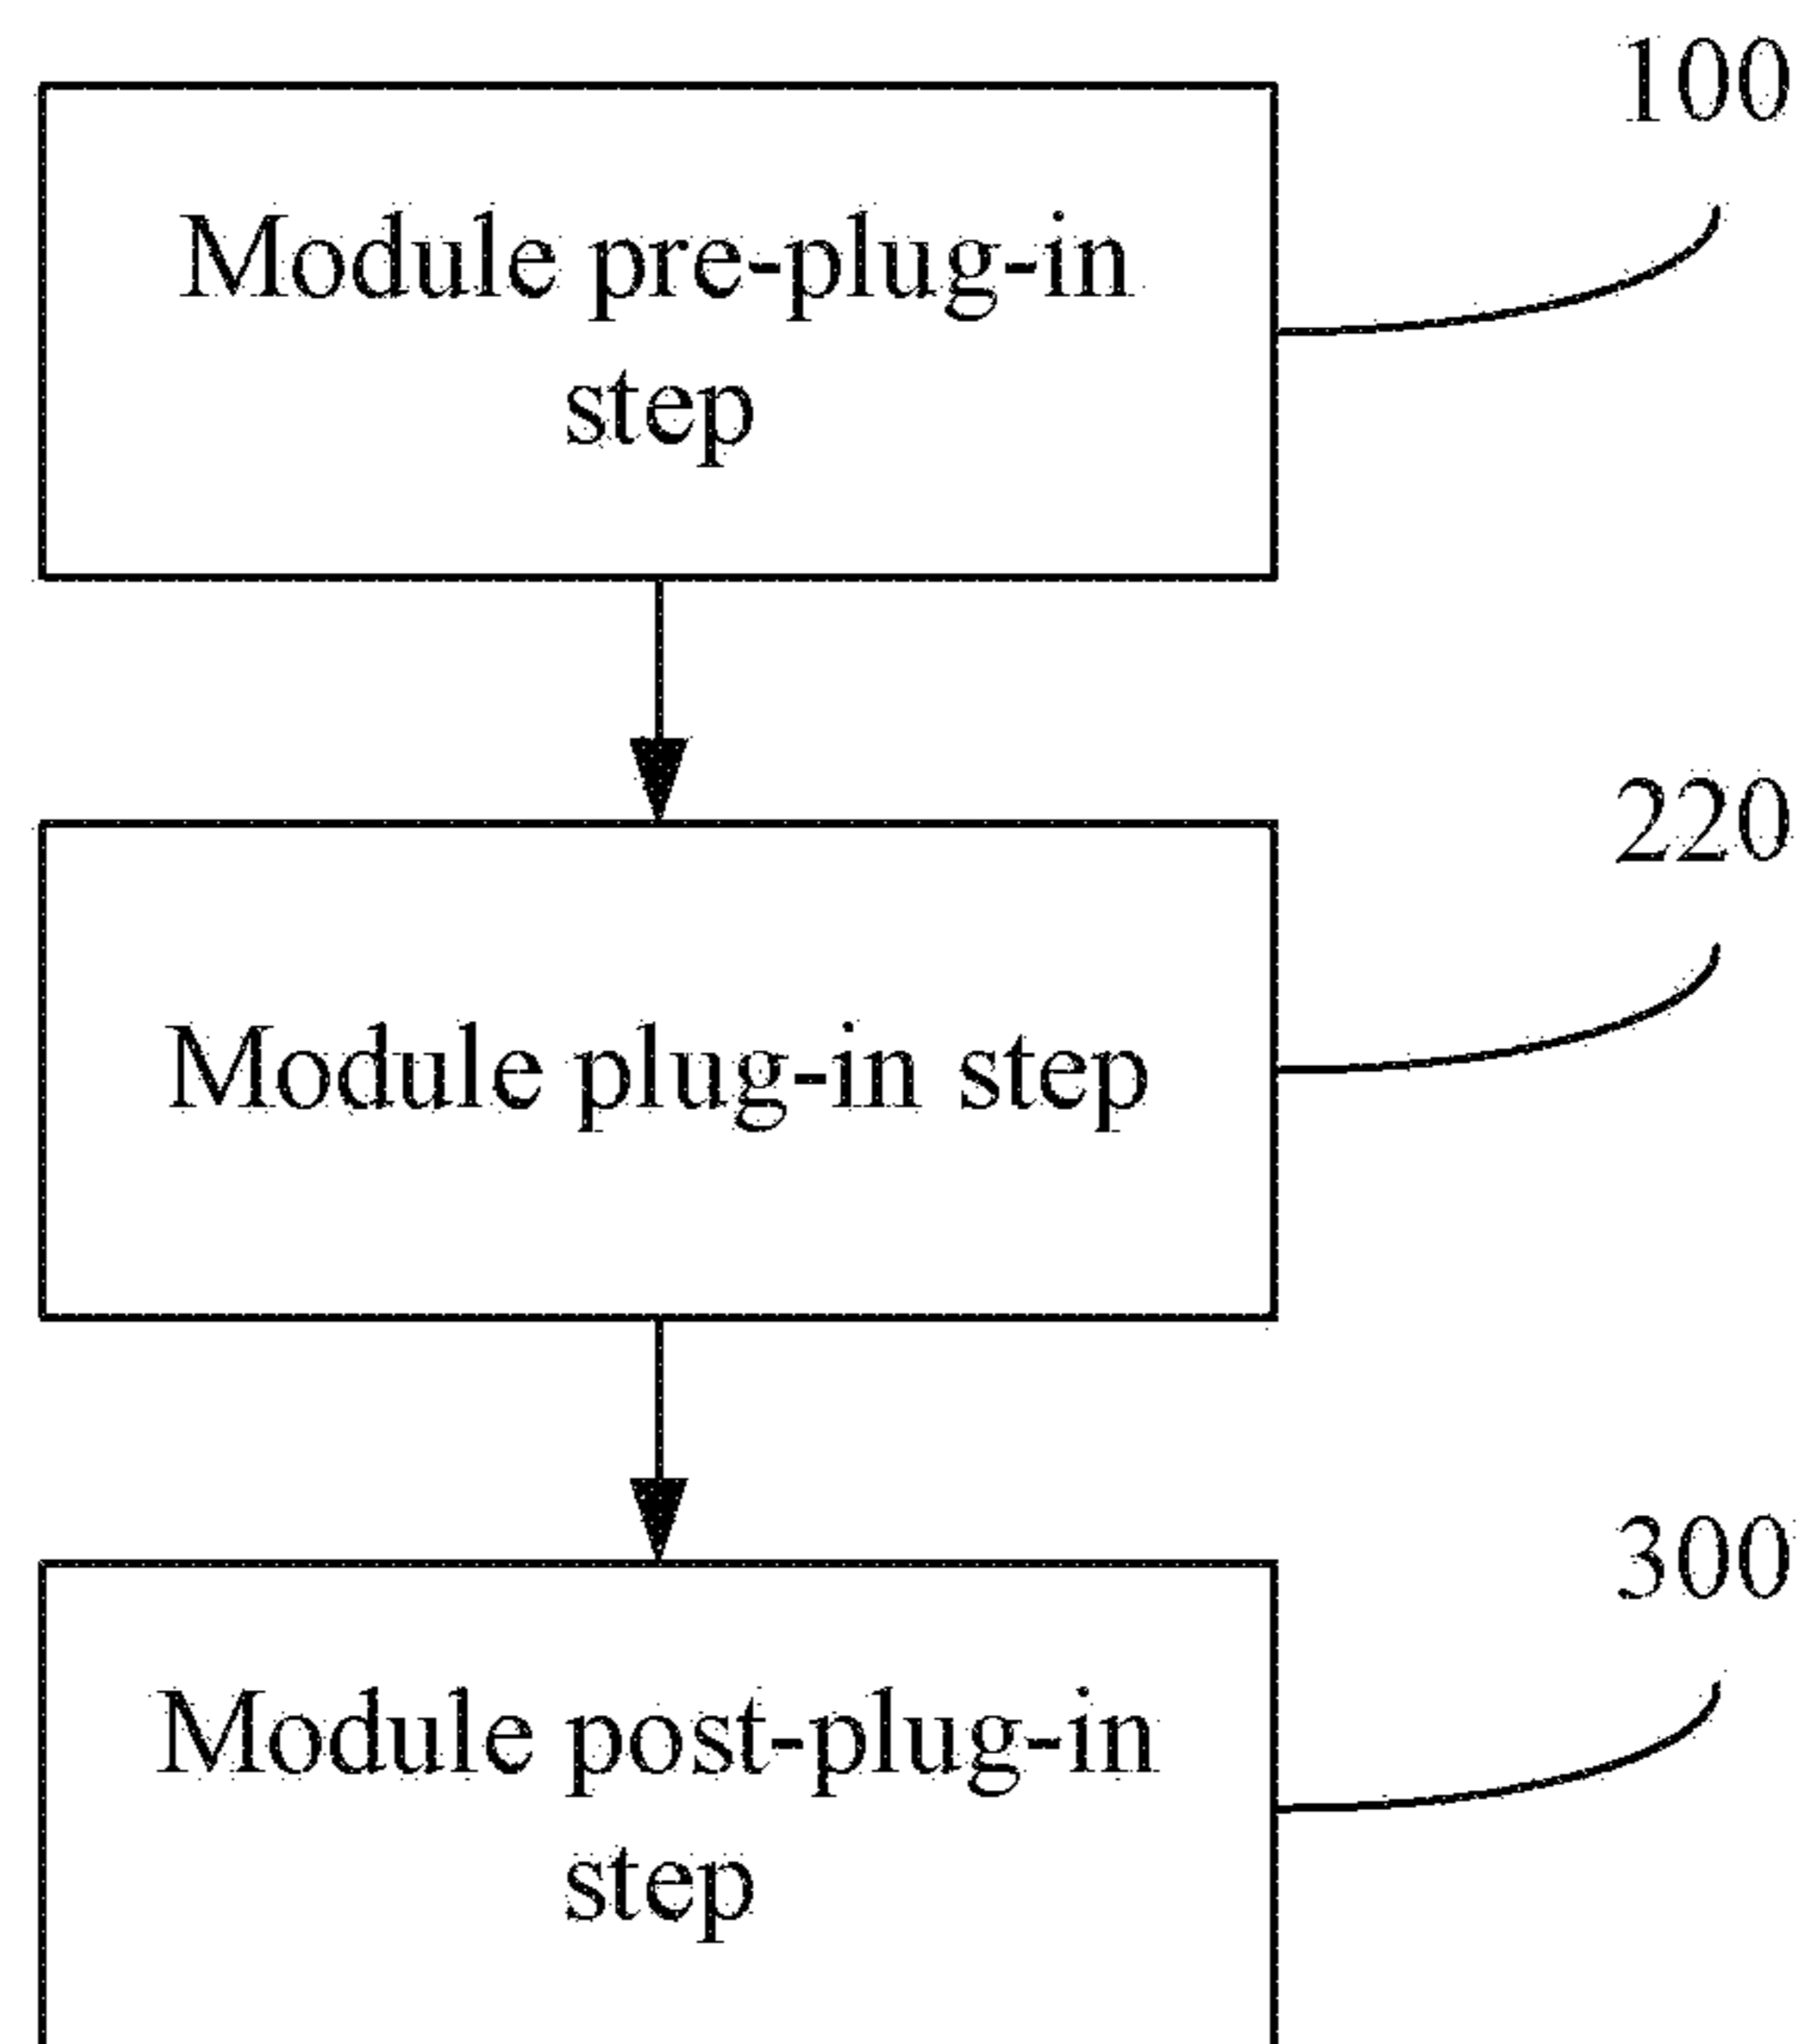 100
Module pre-plug-in
step
220
Module plug-in step
300
Module post-plug-in
step